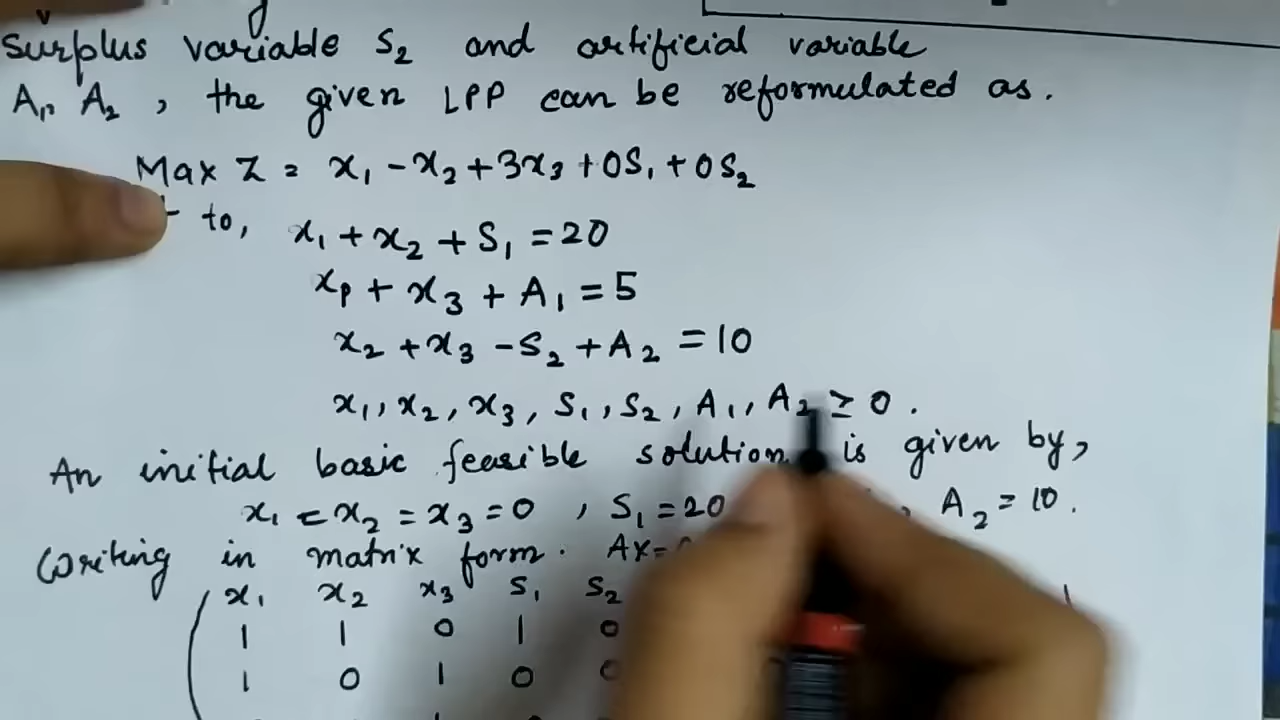 Surplus variable S₂ and artificial variable
A₁, A₂, the given LPP can be reformulated as.
Max Z = x₁ - x₂ + 3x₃ + 0S₁ + 0S₂
to, x₁ + x₂ + S₁ = 20
xp + x₃ + A₁ = 5
x₂ + x₃ - S₂ + A₂ = 10
x₁, x₂, x₃, S₁, S₂, A₁, A₂ ≥ 0.
An initial basic feasible solution is given by,
x₁ = x₂ = x₃ = 0, S₁ = 20 , A₂ = 10.
Writing in matrix form. AX=
x₁ x₂ x₃ S₁ S₂
1 1 0 1 0
1 0 1 0 0